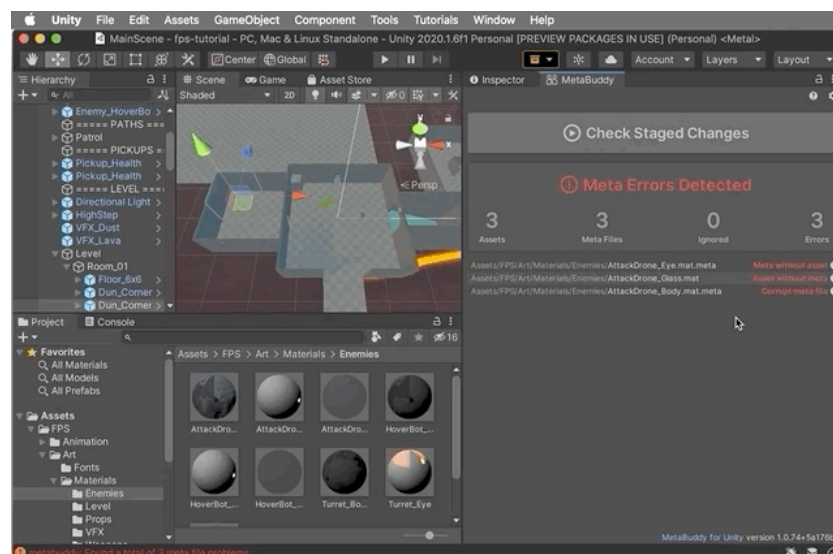 Unity File Edit Assets GameObject Component Tools Tutorials Window Help
MainScene - fps-tutorial - PC, Mac & Linux Standalone - Unity 2020.1.6f1 Personal [PREVIEW PACKAGES IN USE] (Personal) <Metal>
Center Global Account Layers Layout
Hierarchy
All
Enemy_HoverBo
===== PATHS ===
Patrol
===== PICKUPS =
Pickup_Health
Pickup_Health
===== LEVEL ===
Directional Light
HighStep
VFX_Dust
VFX_Lava
Level
Room_01
Floor_6x6
Dun_Corner
Dun_Corner
Scene Game Asset Store
Shaded 2D 0
y
x
Persp
Inspector MetaBuddy
Check Staged Changes
Meta Errors Detected
3 3 0 3
Assets Meta Files Ignored Errors
Assets/FPS/Art/Materials/Enemies/AttackDrone_Eye.mat.meta Meta without asset
Assets/FPS/Art/Materials/Enemies/AttackDrone_Glass.mat Asset without meta
Assets/FPS/Art/Materials/Enemies/AttackDrone_Body.mat.meta Corrupt meta file
Project Console
16
Favorites
All Materials
All Models
All Prefabs
Assets
FPS
Animation
Art
Fonts
Materials
Enemies
Level
Props
VFX
Assets > FPS > Art > Materials > Enemies
AttackDro... AttackDro... AttackDro... HoverBot_...
HoverBot_... HoverBot_... Turret_Bo... Turret_Eye
MetaBuddy for Unity version 1.0.74+5a176
metabuddy: Found a total of 3 meta file problems